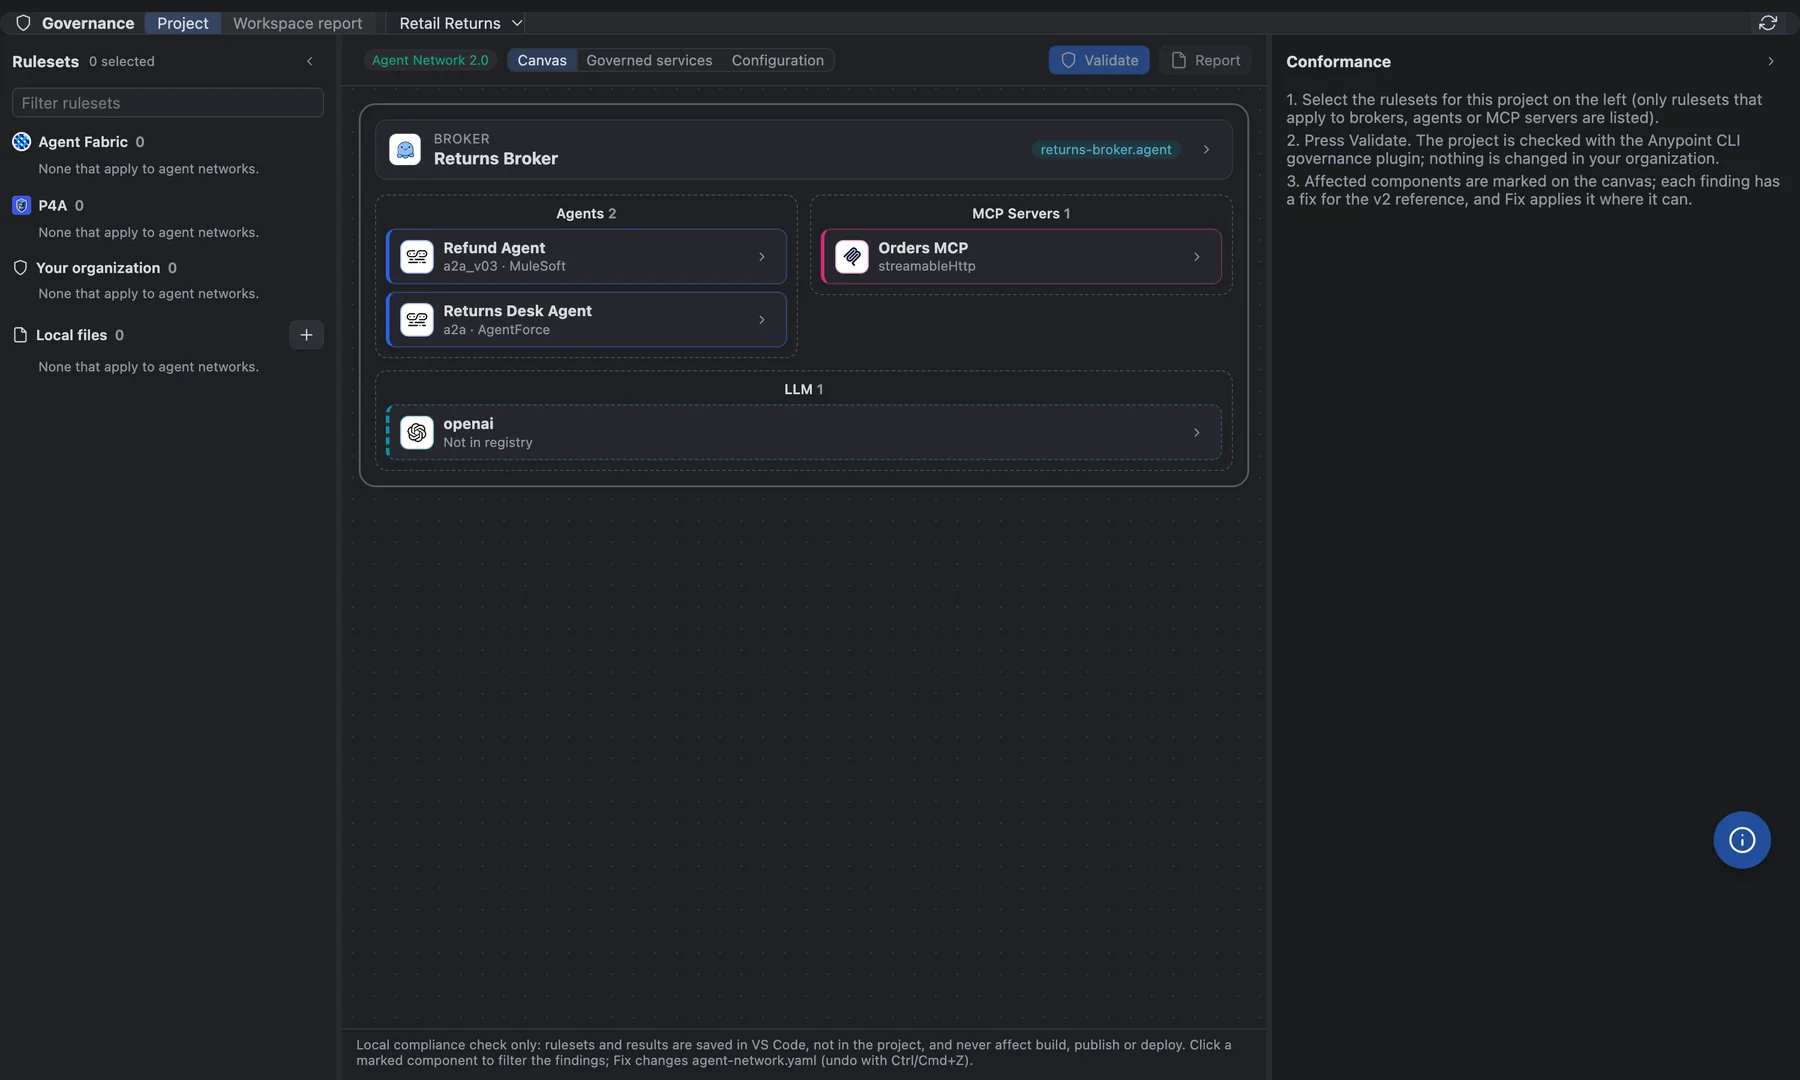 Governance
Project
Workspace report
Retail Returns
Rulesets 0 selected
Filter rulesets
Agent Fabric 0
None that apply to agent networks.
P4A 0
None that apply to agent networks.
Your organization 0
None that apply to agent networks.
Local files 0
None that apply to agent networks.
Agent Network 2.0
Canvas
Governed services
Configuration
Validate
Report
BROKER
Returns Broker
returns-broker.agent
Agents 2
Refund Agent
a2a_v03 · MuleSoft
Returns Desk Agent
a2a · AgentForce
MCP Servers 1
Orders MCP
streamableHttp
LLM 1
openai
Not in registry
Local compliance check only: rulesets and results are saved in VS Code, not in the project, and never affect build, publish or deploy. Click a
marked component to filter the findings; Fix changes agent-network.yaml (undo with Ctrl/Cmd+Z).
Conformance
1. Select the rulesets for this project on the left (only rulesets that
apply to brokers, agents or MCP servers are listed).
2. Press Validate. The project is checked with the Anypoint CLI
governance plugin; nothing is changed in your organization.
3. Affected components are marked on the canvas; each finding has
a fix for the v2 reference, and Fix applies it where it can.